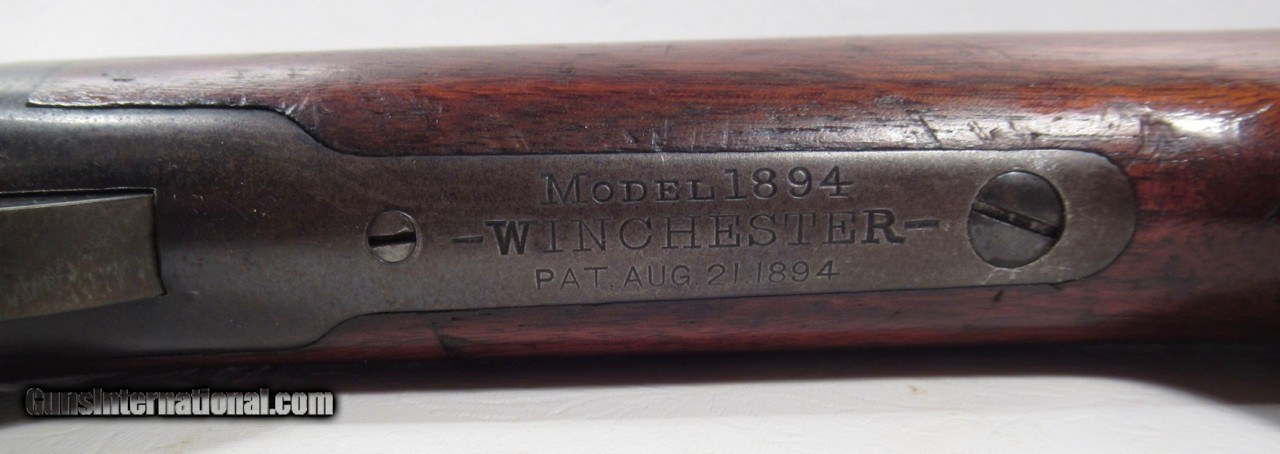 MODEL 1894
-WINCHESTER-
PAT. AUG. 21. 1894
GunsInternational.com